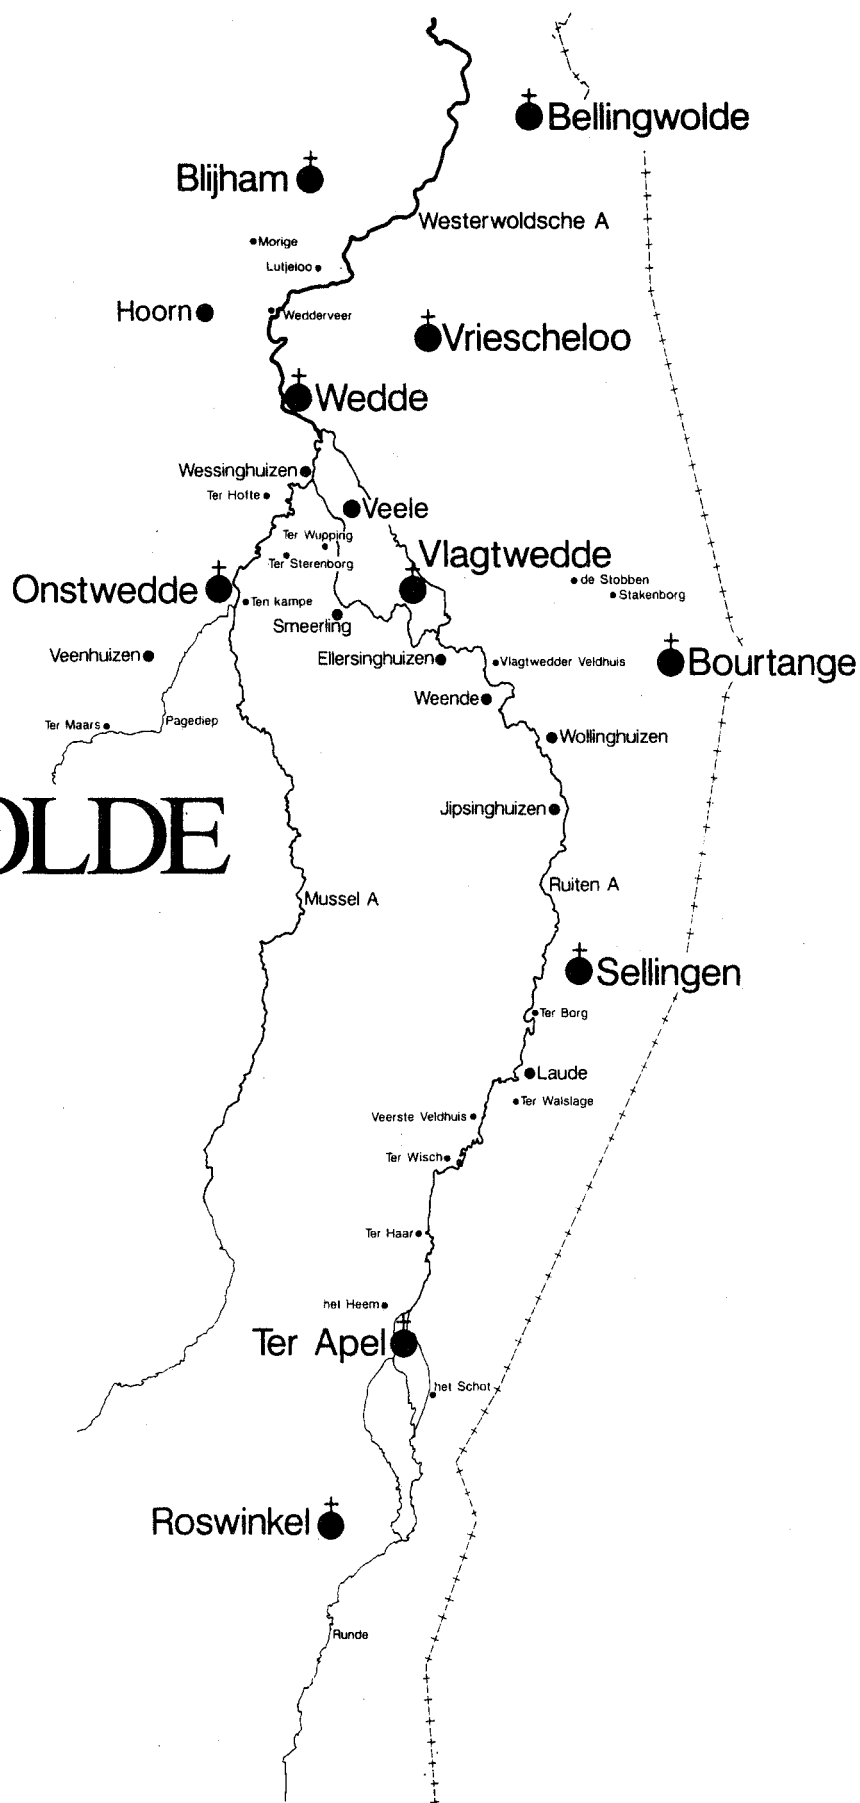 Bellingwolde
Blijham
Westerwoldsche A
Morige
Lutjeloo
Hoorn
Wedderveer
Vriescheloo
Wedde
Wessinghuizen
Ter Hofte
Veele
Ter Wupping
Vlagtwedde
Ter Sterenborg
de Stobben
Onstwedde
Stakenborg
Ten kampe
Smeerling
Veenhuizen
Ellersinghuizen
Vlagtwedder Veldhuis
Bourtange
Weende
Pagediep
Ter Maars
Wollinghuizen
OLDE
Jipsinghuizen
Ruiten A
Mussel A
Sellingen
Ter Borg
Laude
Ter Walslage
Veerste Veldhuis
Ter Wisch
Ter Haar
het Heem
Ter Apel
het Schot
Roswinkel
Runde